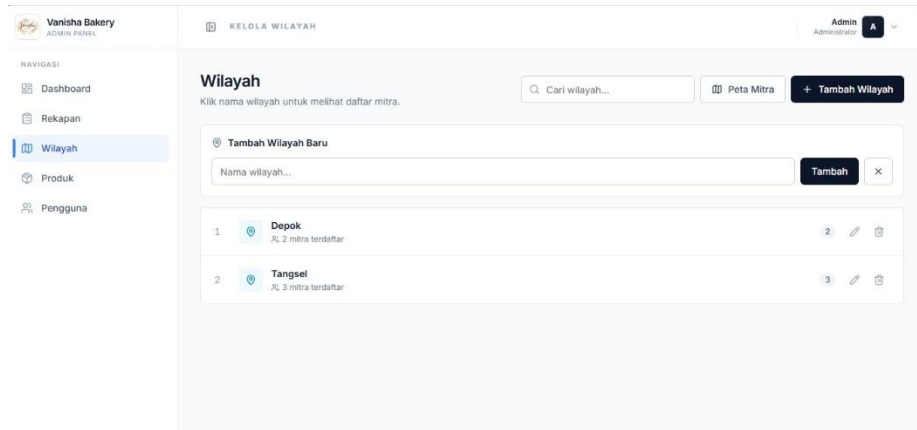 Vanisha Bakery
ADMIN PANEL
NAVIGASI
Dashboard
Rekapan
Wilayah
Produk
Pengguna
KELOLA WILAYAH
Admin
Administrator
A
Wilayah
Klik nama wilayah untuk melihat daftar mitra.
Cari wilayah...
Peta Mitra
+ Tambah Wilayah
Tambah Wilayah Baru
Nama wilayah...
Tambah
1
Depok
2 mitra terdaftar
2
2
Tangsel
3 mitra terdaftar
3